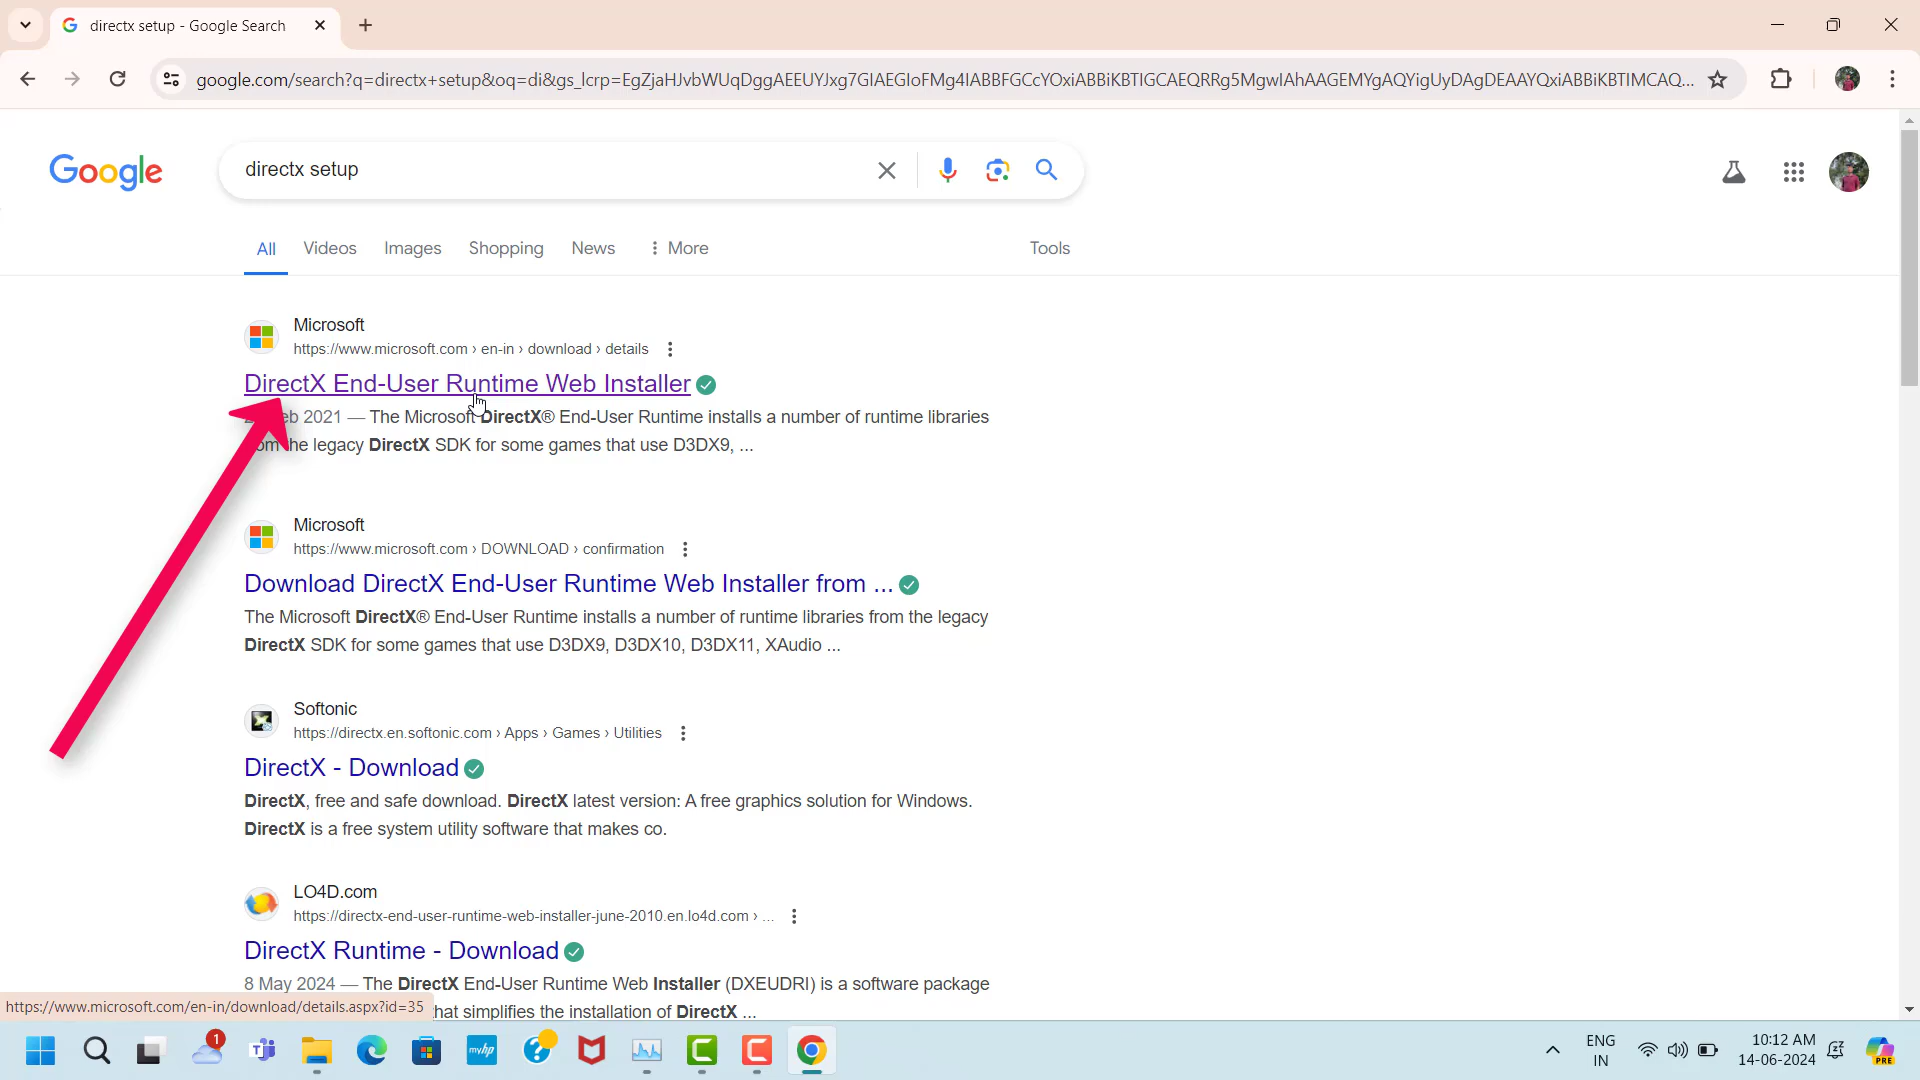 directx setup - Google Search
google.com/search?q=directx+setup&oq=di&gs_lcrp=EgZjaHJvbWUqDggAEEUYJxg7GIAEGIoFMg4IABBFGCcYOxiABBiKBTIGCAEQRRg5MgwIAhAAGEMYgAQYigUyDAgDEAAYQxiABBiKBTIMCAQ...
Google
directx setup
All Videos Images Shopping News More Tools
Microsoft
https://www.microsoft.com › en-in › download › details
DirectX End-User Runtime Web Installer
2021 — The Microsoft DirectX® End-User Runtime installs a number of runtime libraries
the legacy DirectX SDK for some games that use D3DX9, ...
Microsoft
https://www.microsoft.com › DOWNLOAD › confirmation
Download DirectX End-User Runtime Web Installer from ...
The Microsoft DirectX® End-User Runtime installs a number of runtime libraries from the legacy
DirectX SDK for some games that use D3DX9, D3DX10, D3DX11, XAudio ...
Softonic
https://directx.en.softonic.com › Apps › Games › Utilities
DirectX - Download
DirectX, free and safe download. DirectX latest version: A free graphics solution for Windows.
DirectX is a free system utility software that makes co.
LO4D.com
https://directx-end-user-runtime-web-installer-june-2010.en.lo4d.com › ...
DirectX Runtime - Download
8 May 2024 — The DirectX End-User Runtime Web Installer (DXEUDRI) is a software package
that simplifies the installation of DirectX ...
https://www.microsoft.com/en-in/download/details.aspx?id=35
1
myhp
ENG
IN
10:12 AM
14-06-2024
PRE